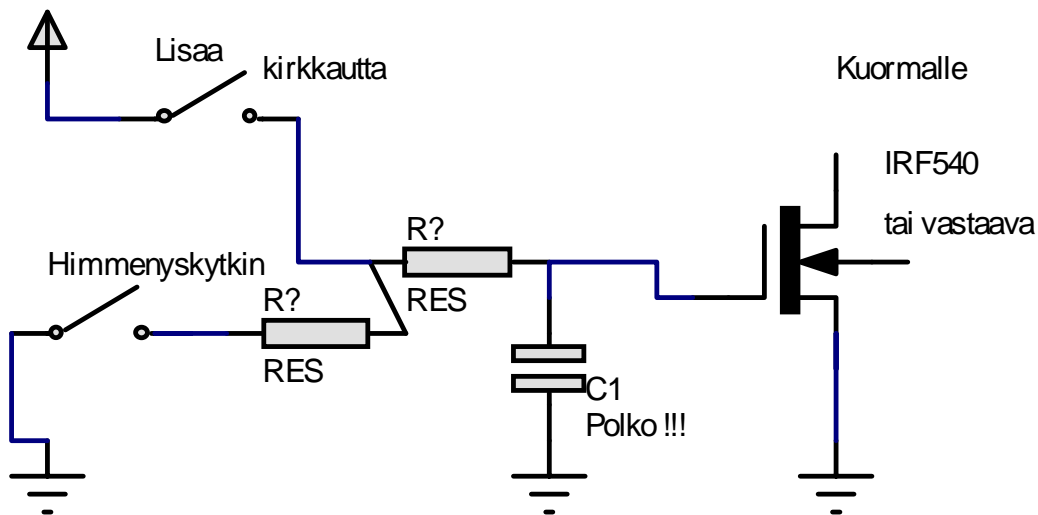 Lisaa
kirkkautta
Kuormalle
IRF540
tai vastaava
R?
RES
Himmenyskytkin
R?
RES
C1
Polko !!!